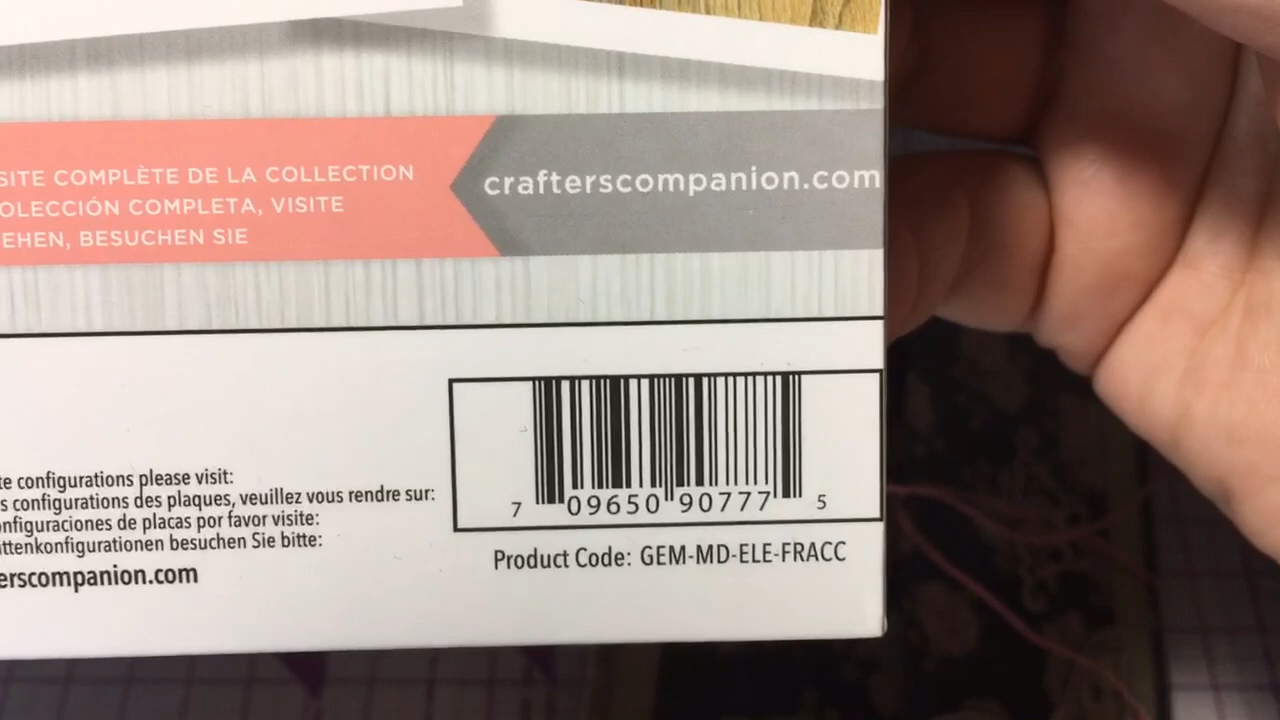 SITE COMPLÈTE DE LA COLLECTION
COLECCIÓN COMPLETA, VISITE
EHEN, BESUCHEN SIE
crafterscompanion.com
te configurations please visit:
s configurations des plaques, veuillez vous rendre sur:
onfiguraciones de placas por favor visite:
ttenkonfigurationen besuchen Sie bitte:
erscompanion.com
7 09650 90777 5
Product Code: GEM-MD-ELE-FRACC